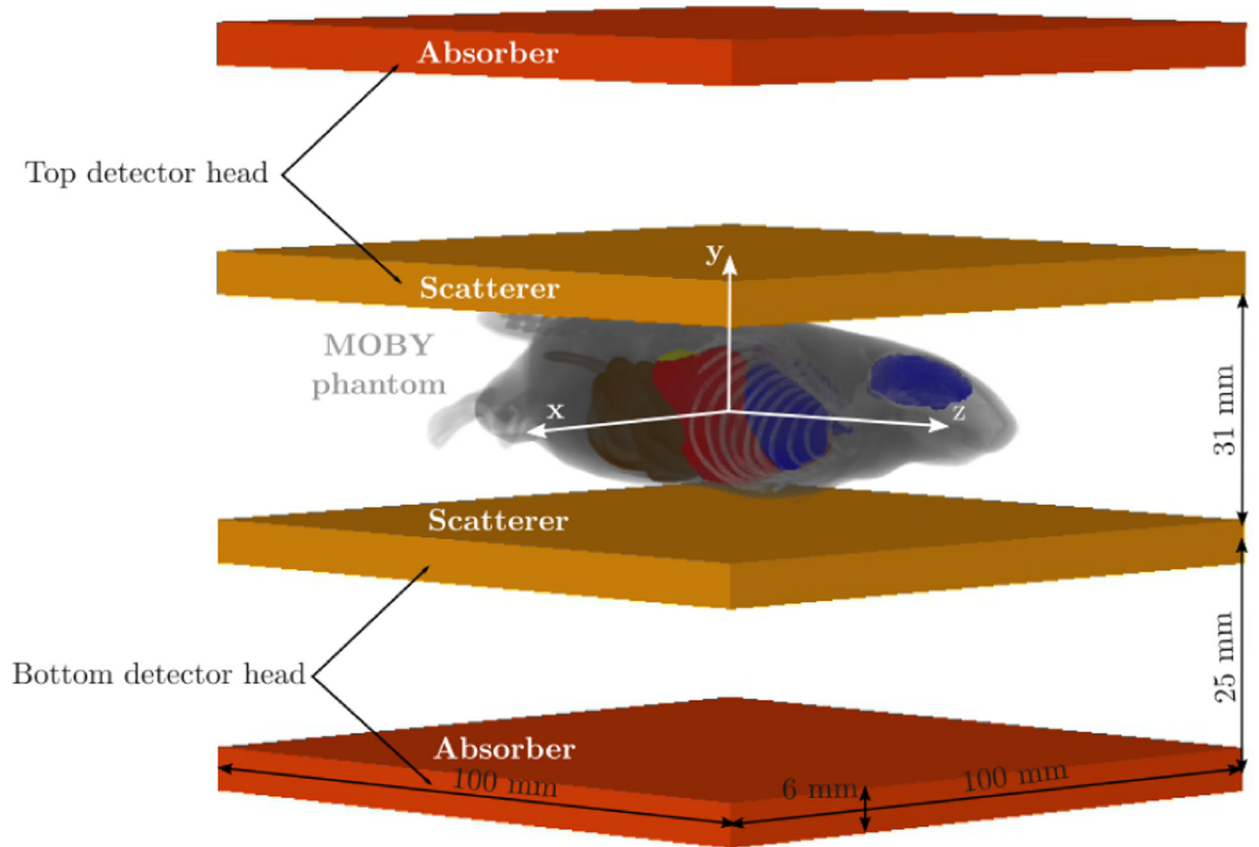 Absorber
Top detector head
y
Scatterer
MOBY
phantom
x
z
31 mm
Scatterer
25 mm
Bottom detector head
Absorber
100 mm
6 mm
100 mm